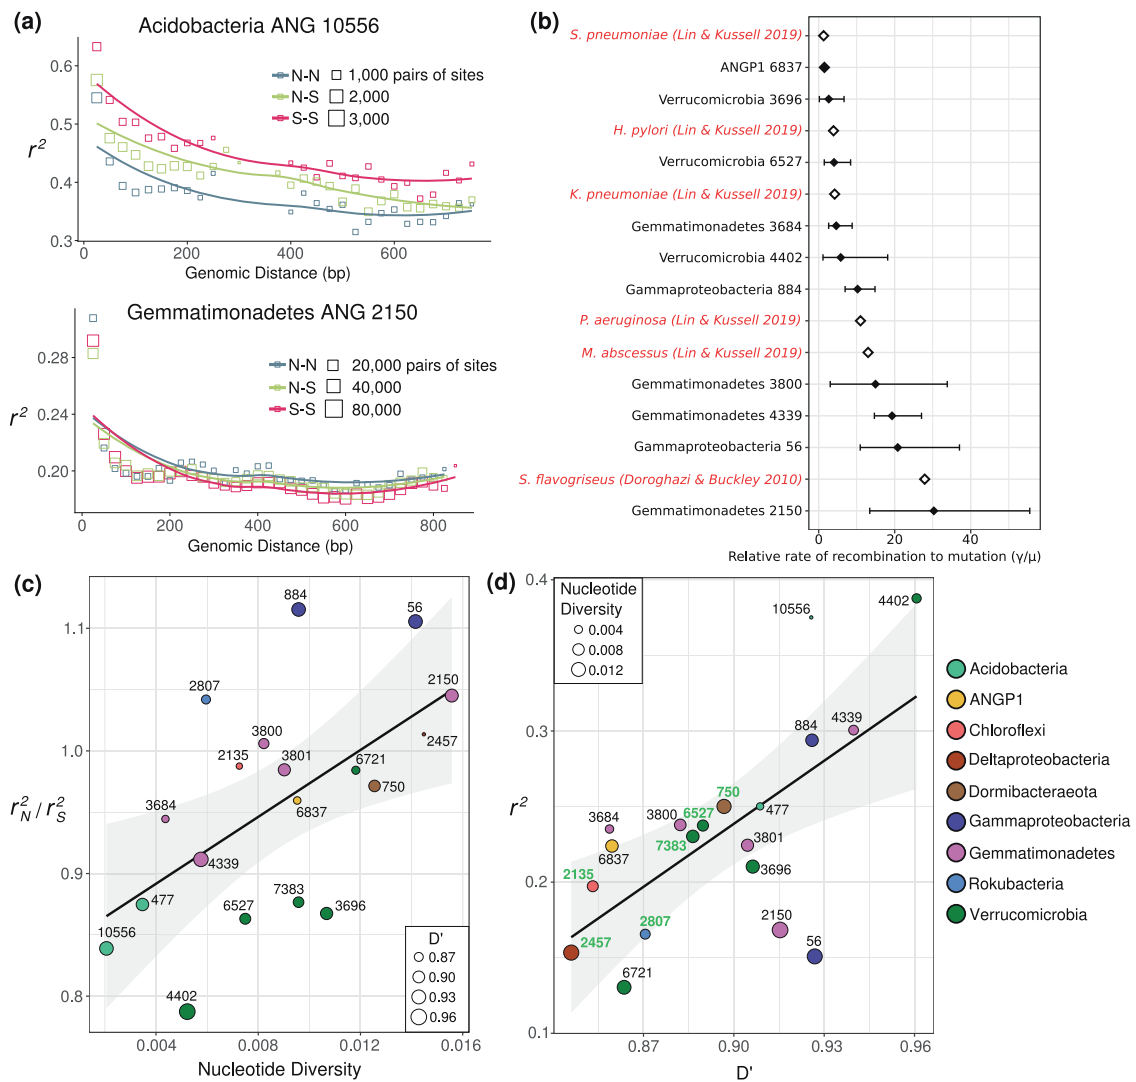 (a)
Acidobacteria ANG 10556
0.6
0.5
0.4
0.3
r²
N-N 1,000 pairs of sites
N-S 2,000
S-S 3,000
0
200
400
600
Genomic Distance (bp)
Gemmatimonadetes ANG 2150
0.28
0.24
0.20
r²
N-N 20,000 pairs of sites
N-S 40,000
S-S 80,000
0
200
400
600
800
Genomic Distance (bp)
(b)
S. pneumoniae (Lin & Kussell 2019)
ANGP1 6837
Verrucomicrobia 3696
H. pylori (Lin & Kussell 2019)
Verrucomicrobia 6527
K. pneumoniae (Lin & Kussell 2019)
Gemmatimonadetes 3684
Verrucomicrobia 4402
Gammaproteobacteria 884
P. aeruginosa (Lin & Kussell 2019)
M. abscessus (Lin & Kussell 2019)
Gemmatimonadetes 3800
Gemmatimonadetes 4339
Gammaproteobacteria 56
S. flavogriseus (Doroghazi & Buckley 2010)
Gemmatimonadetes 2150
0
20
40
Relative rate of recombination to mutation (γ/μ)
(c)
1.1
1.0
0.9
0.8
r²N / r²S
884
56
2150
2807
3800
2457
2135
3801
6721
750
6837
3684
4339
477
7383
6527
3696
10556
4402
D'
0.87
0.90
0.93
0.96
0.004
0.008
0.012
0.016
Nucleotide Diversity
(d)
0.4
0.3
0.2
0.1
r²
Nucleotide
Diversity
0.004
0.008
0.012
10556
4402
884
4339
750
3684
3800
6527
477
6837
7383
3801
2135
3696
2807
2150
2457
56
6721
0.87
0.90
0.93
0.96
D'
Acidobacteria
ANGP1
Chloroflexi
Deltaproteobacteria
Dormibacteraeota
Gammaproteobacteria
Gemmatimonadetes
Rokubacteria
Verrucomicrobia